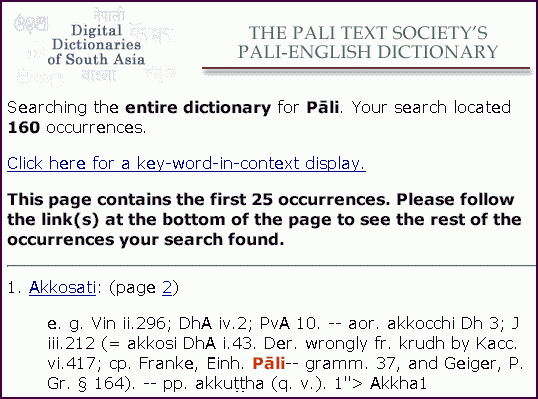 नेपाली
Digital
Dictionaries
of South Asia
বাংলা
THE PALI TEXT SOCIETY'S
PALI-ENGLISH DICTIONARY
Searching the entire dictionary for Pāli. Your search located
160 occurrences.
Click here for a key-word-in-context display.
This page contains the first 25 occurrences. Please follow
the link(s) at the bottom of the page to see the rest of the
occurrences your search found.
1. Akkosati: (page 2)
e. g. Vin ii.296; DhA iv.2; PvA 10. -- aor. akkocchi Dh 3; J
iii.212 (= akkosi DhA i.43. Der. wrongly fr. krudh by Kacc.
vi.417; cp. Franke, Einh. Pāli-- gramm. 37, and Geiger, P.
Gr. § 164). -- pp. akkuṭṭha (q. v.). 1"> Akkha1